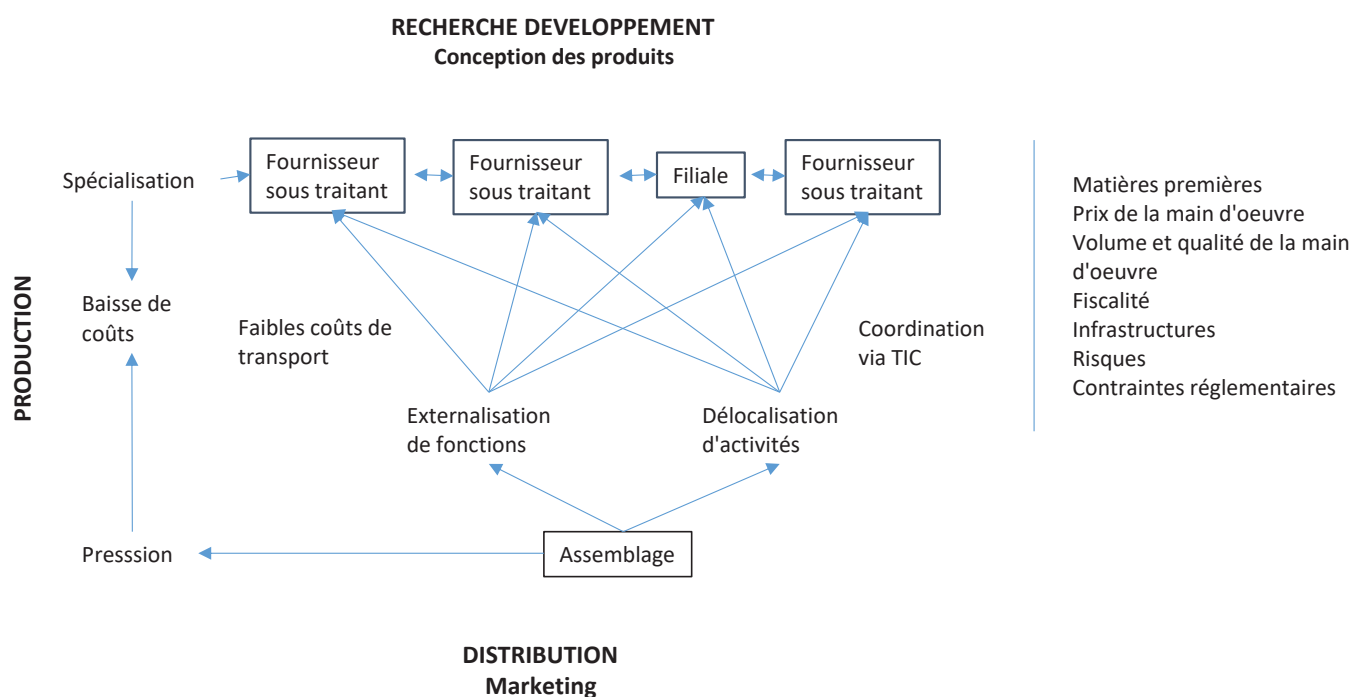 RECHERCHE DEVELOPPEMENT
Conception des produits
PRODUCTION
Spécialisation
Fournisseur
sous traitant
Fournisseur
sous traitant
Filiale
Fournisseur
sous traitant
Matières premières
Prix de la main d'oeuvre
Volume et qualité de la main
d'oeuvre
Fiscalité
Infrastructures
Risques
Contraintes réglementaires
Baisse de
coûts
Faibles coûts de
transport
Coordination
via TIC
Externalisation
de fonctions
Délocalisation
d'activités
Presssion
Assemblage
DISTRIBUTION
Marketing